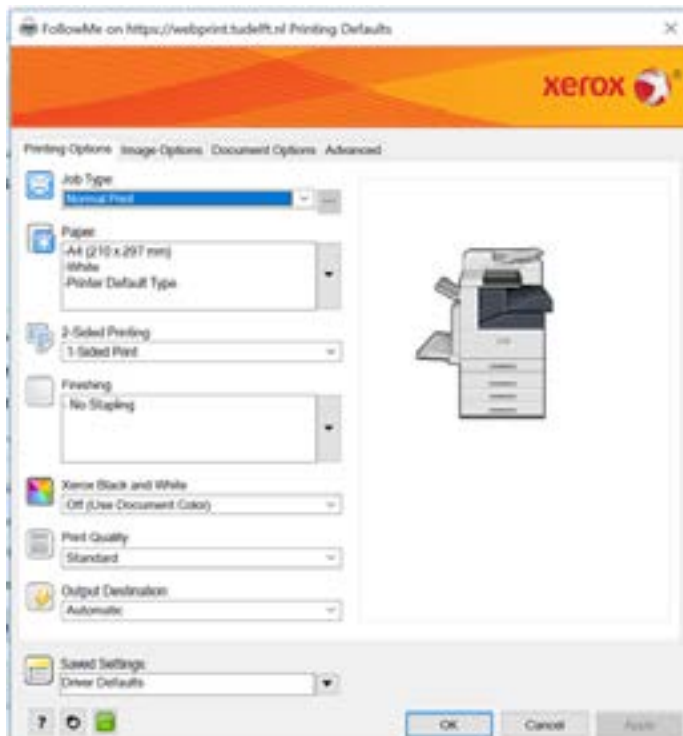 FollowMe on https://webprint.tudelft.nl Printing Defaults
xerox
Printing Options Image Options Document Options Advanced
Job Type
Normal Print
Paper
-A4 (210 x 297 mm)
-White
-Printer Default Type
2-Sided Printing
1-Sided Print
Finishing
- No Stapling
Xerox Black and White
Off (Use Document Color)
Print Quality
Standard
Output Destination
Automatic
Saved Settings
Driver Defaults
?
OK Cancel Apply